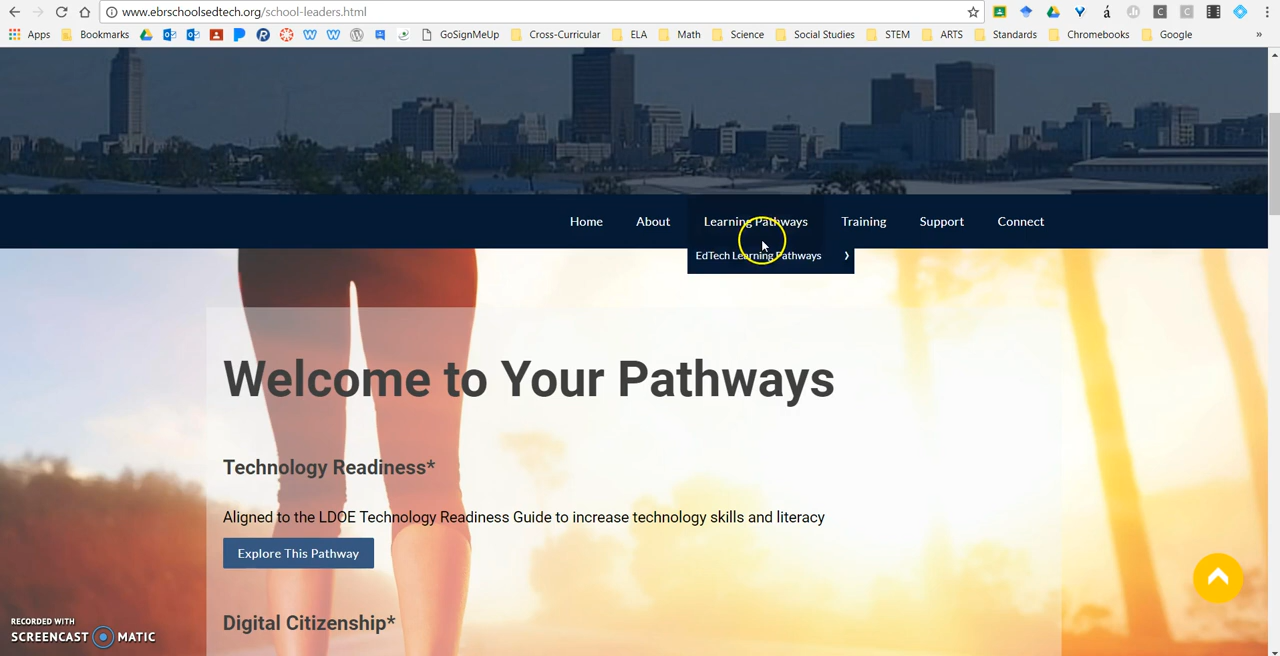 www.ebrschoolsedtech.org/school-leaders.html
Apps Bookmarks GoSignMeUp Cross-Curricular ELA Math Science Social Studies STEM ARTS Standards Chromebooks Google »
Home About Learning Pathways Training Support Connect
EdTech Learning Pathways ❯
Welcome to Your Pathways
Technology Readiness*
Aligned to the LDOE Technology Readiness Guide to increase technology skills and literacy
Explore This Pathway
Digital Citizenship*
RECORDED WITH
SCREENCAST MATIC